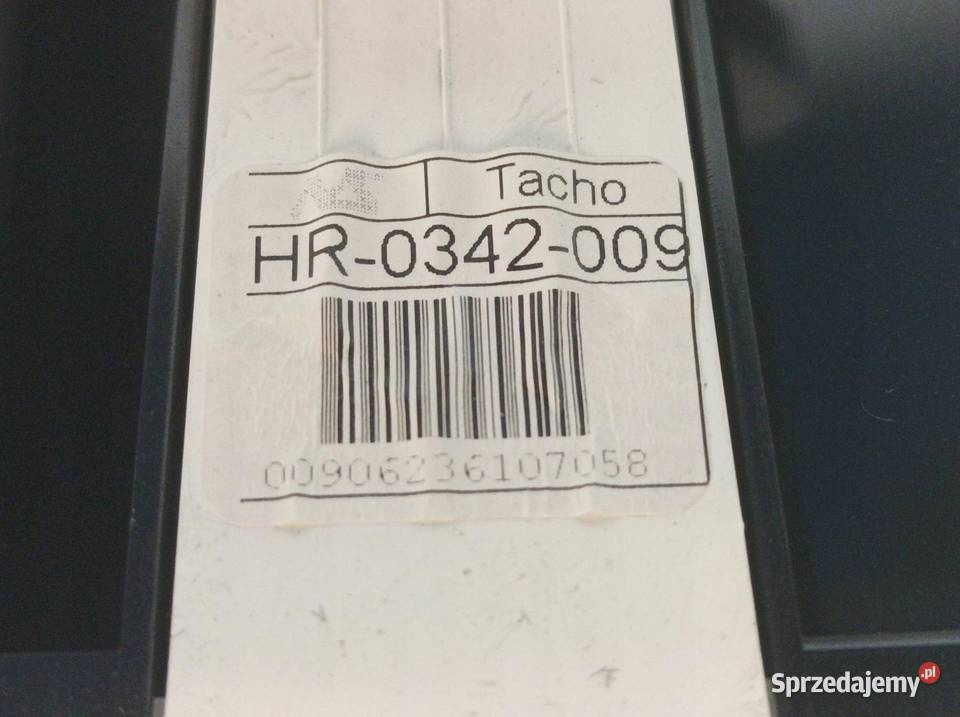 Tacho
HR-0342-009
00906236107058
Sprzedajemy.pl